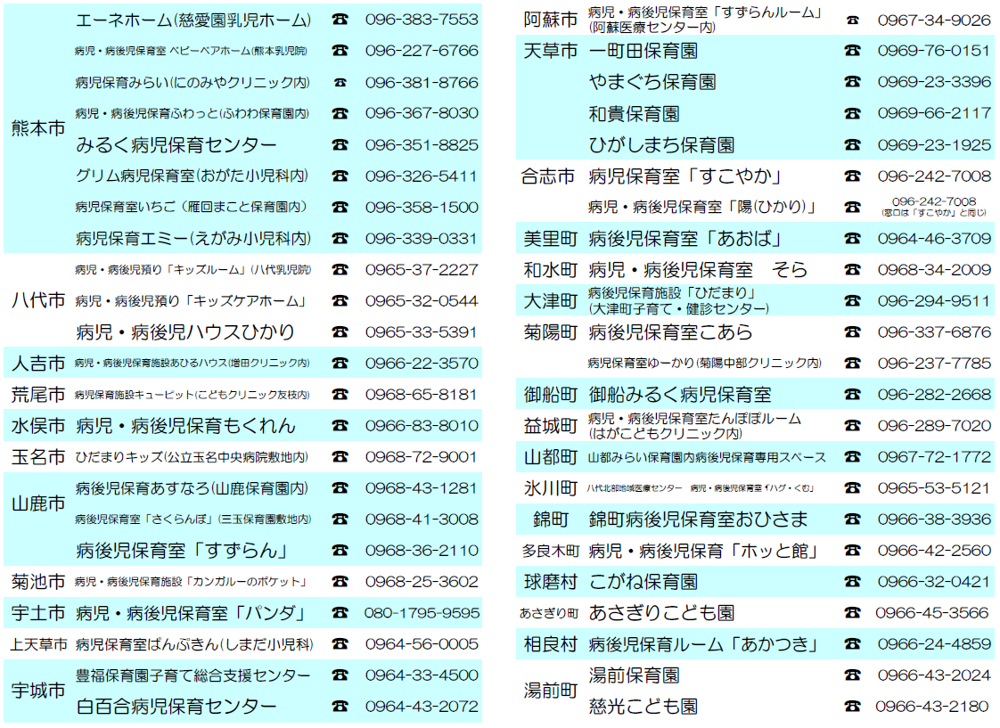 熊本市
エーネホーム(慈愛園乳児ホーム) ☎ 096-383-7553
病児・病後児保育室 ベビーベアホーム(熊本乳児院) ☎ 096-227-6766
病児保育みらい(にのみやクリニック内) ☎ 096-381-8766
病児・病後児保育ふわっと(ふわわ保育園内) ☎ 096-367-8030
みるく病児保育センター ☎ 096-351-8825
グリム病児保育室(おがた小児科内) ☎ 096-326-5411
病児保育室いちご（雁回まこと保育園内） ☎ 096-358-1500
病児保育エミー(えがみ小児科内) ☎ 096-339-0331
八代市
病児・病後児預り「キッズルーム」(八代乳児院) ☎ 0965-37-2227
病児・病後児預り「キッズケアホーム」 ☎ 0965-32-0544
病児・病後児ハウスひかり ☎ 0965-33-5391
人吉市 病児・病後児保育施設あひるハウス(増田クリニック内) ☎ 0966-22-3570
荒尾市 病児保育施設キューピット(こどもクリニック友枝内) ☎ 0968-65-8181
水俣市 病児・病後児保育もくれん ☎ 0966-83-8010
玉名市 ひだまりキッズ(公立玉名中央病院敷地内) ☎ 0968-72-9001
山鹿市
病後児保育あすなろ(山鹿保育園内) ☎ 0968-43-1281
病後児保育室「さくらんぼ」(三玉保育園敷地内) ☎ 0968-41-3008
病後児保育室「すずらん」 ☎ 0968-36-2110
菊池市 病児・病後児保育施設「カンガルーのポケット」 ☎ 0968-25-3602
宇土市 病児・病後児保育室「パンダ」 ☎ 080-1795-9595
上天草市 病児保育室ばんぶきん(しまだ小児科) ☎ 0964-56-0005
宇城市
豊福保育園子育て総合支援センター ☎ 0964-33-4500
白百合病児保育センター ☎ 0964-43-2072
阿蘇市 病児・病後児保育室「すずらんルーム」
(阿蘇医療センター内) ☎ 0967-34-9026
天草市 一町田保育園 ☎ 0969-76-0151
やまぐち保育園 ☎ 0969-23-3396
和貴保育園 ☎ 0969-66-2117
ひがしまち保育園 ☎ 0969-23-1925
合志市 病児保育室「すこやか」 ☎ 096-242-7008
病児・病後児保育室「陽(ひかり)」 ☎ 096-242-7008
(窓口は「すこやか」と同じ)
美里町 病後児保育室「あおば」 ☎ 0964-46-3709
和水町 病児・病後児保育室　そら ☎ 0968-34-2009
大津町 病後児保育施設「ひだまり」
(大津町子育て・健診センター) ☎ 096-294-9511
菊陽町 病後児保育室こあら ☎ 096-337-6876
病児保育室ゆーかり(菊陽中部クリニック内) ☎ 096-237-7785
御船町 御船みるく病児保育室 ☎ 096-282-2668
益城町 病児・病後児保育室たんぽぽルーム
(はがこどもクリニック内) ☎ 096-289-7020
山都町 山都みらい保育園内病後児保育専用スペース ☎ 0967-72-1772
氷川町 八代北部地域医療センター　病児・病後児保育室「ハグ・くむ」 ☎ 0965-53-5121
錦町 錦町病後児保育室おひさま ☎ 0966-38-3936
多良木町 病児・病後児保育「ホッと館」 ☎ 0966-42-2560
球磨村 こがね保育園 ☎ 0966-32-0421
あさぎり町 あさぎりこども園 ☎ 0966-45-3566
相良村 病後児保育ルーム「あかつき」 ☎ 0966-24-4859
湯前町
湯前保育園 ☎ 0966-43-2024
慈光こども園 ☎ 0966-43-2180